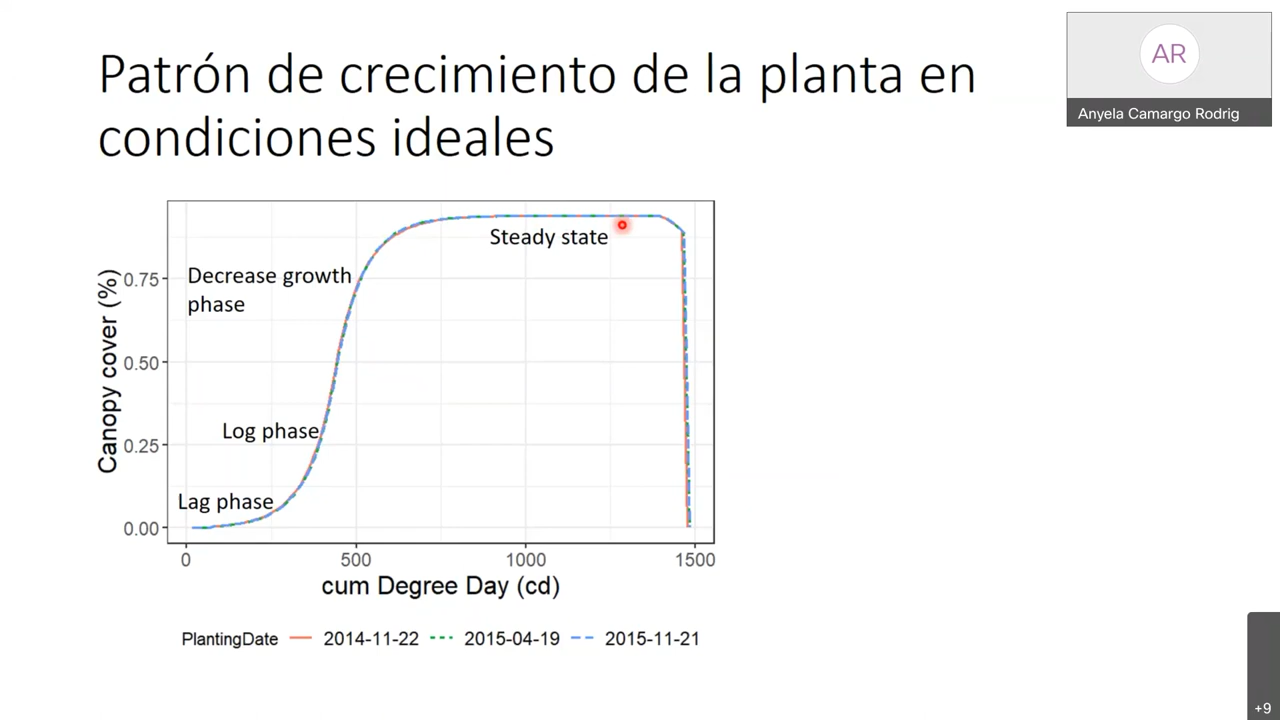 Patrón de crecimiento de la planta en
condiciones ideales
AR
Anyela Camargo Rodrig
Steady state
Decrease growth
phase
Log phase
Lag phase
Canopy cover (%)
0.75
0.50
0.25
0.00
0 500 1000 1500
cum Degree Day (cd)
PlantingDate 2014-11-22 2015-04-19 2015-11-21
+9